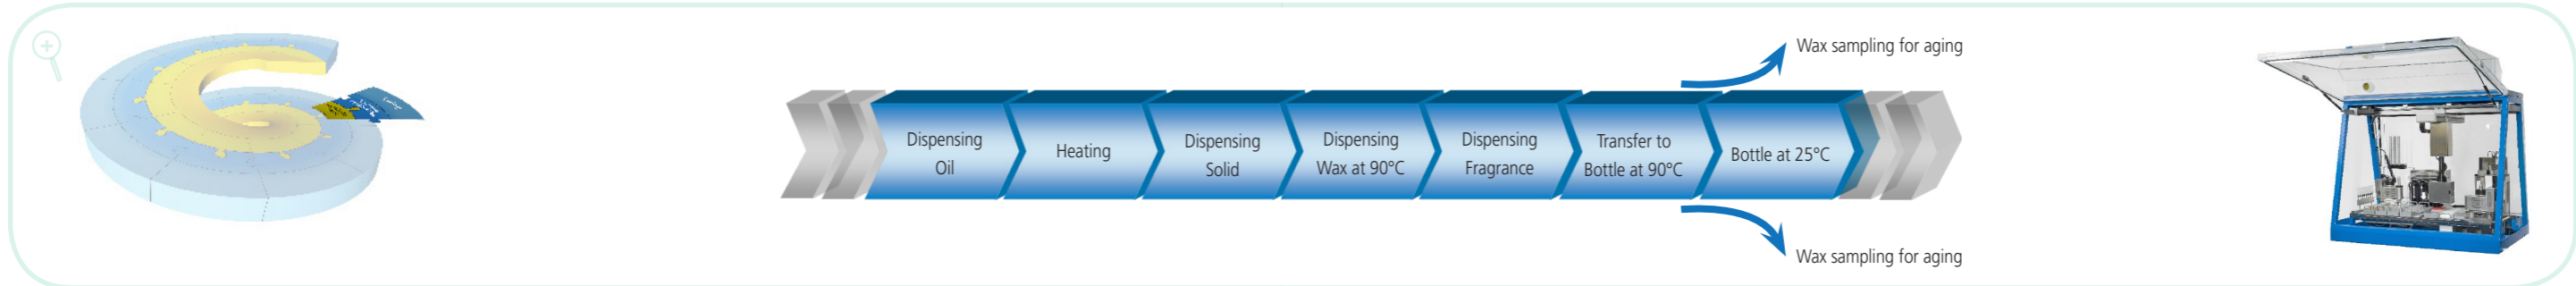 Wax sampling for aging
Dispensing
Oil
Heating
Dispensing
Solid
Dispensing
Wax at 90°C
Dispensing
Fragrance
Transfer to
Bottle at 90°C
Bottle at 25°C
Wax sampling for aging